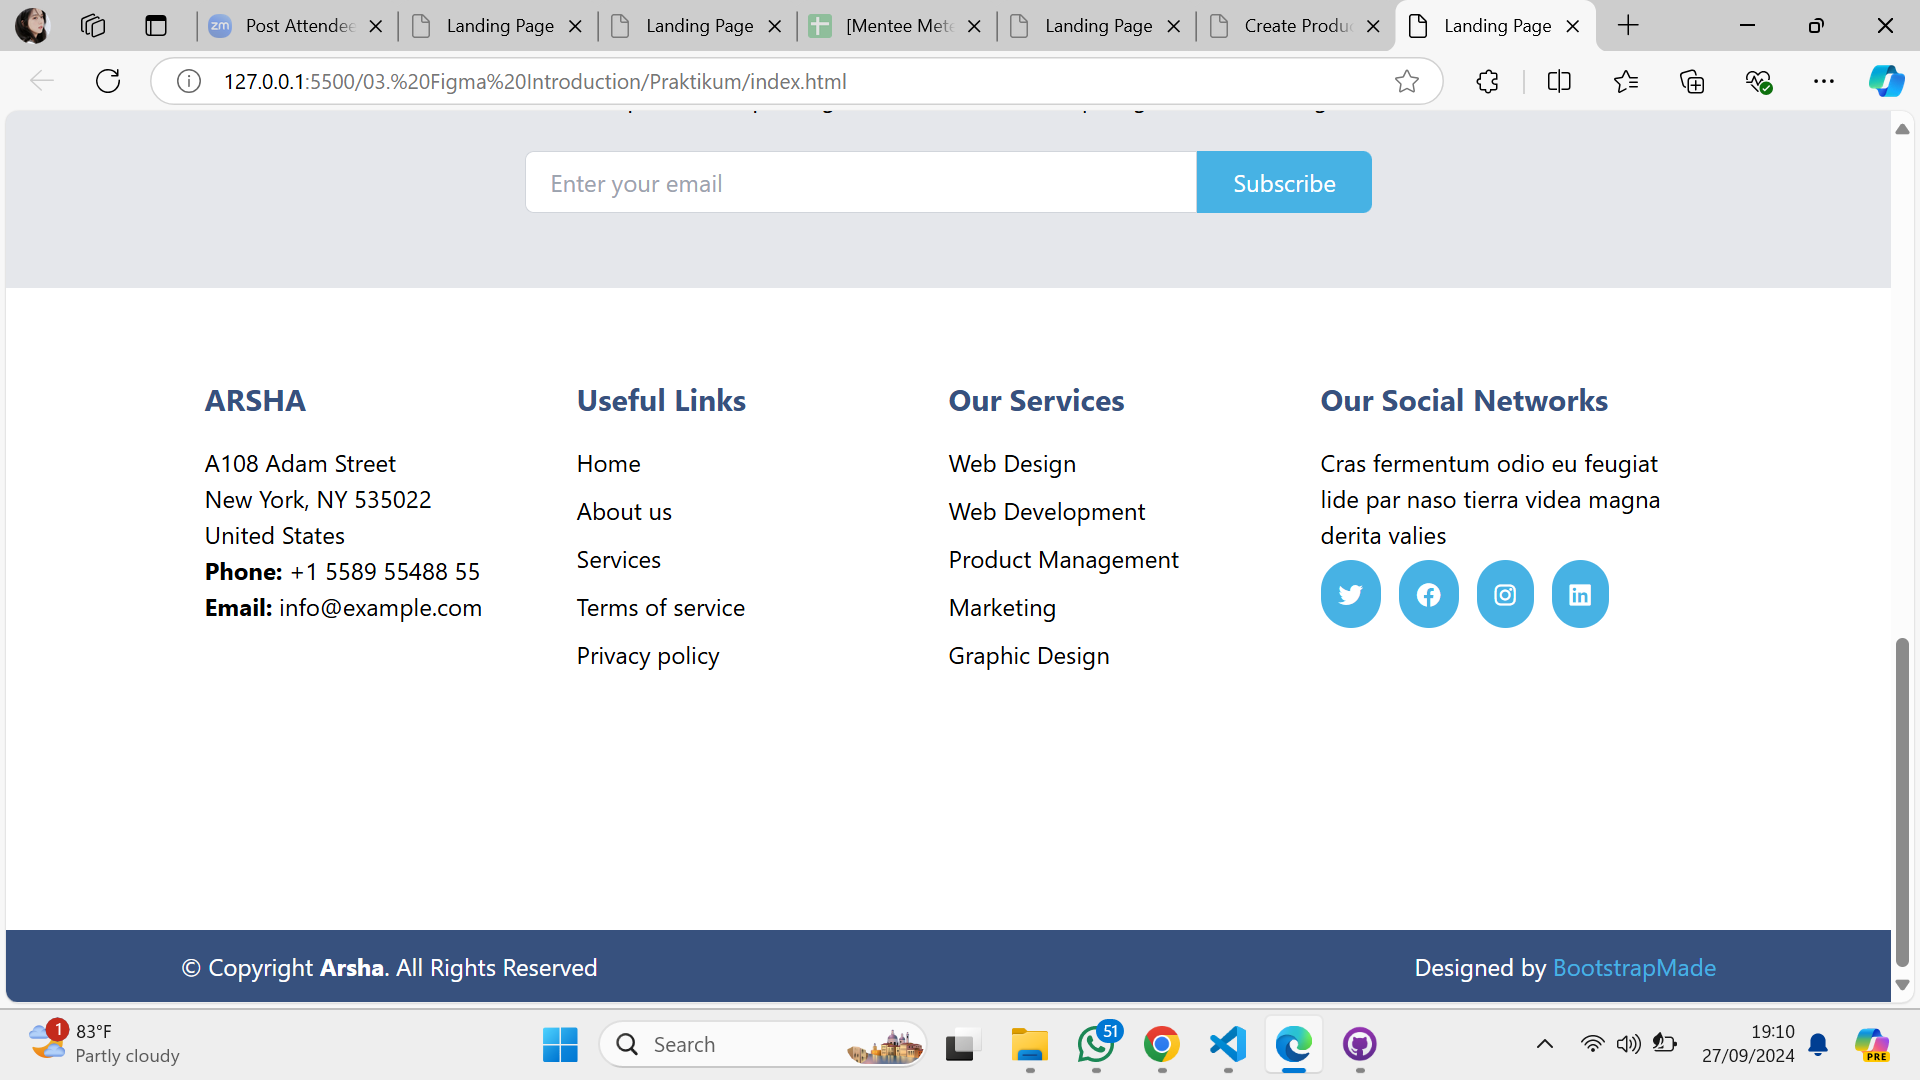 Post Attendee
Landing Page
Landing Page
[Mentee Mete
Landing Page
Create Produc
Landing Page
127.0.0.1:5500/03.%20Figma%20Introduction/Praktikum/index.html
Enter your email
Subscribe
ARSHA
A108 Adam Street
New York, NY 535022
United States
Phone: +1 5589 55488 55
Email: info@example.com
Useful Links
Home
About us
Services
Terms of service
Privacy policy
Our Services
Web Design
Web Development
Product Management
Marketing
Graphic Design
Our Social Networks
Cras fermentum odio eu feugiat
lide par naso tierra videa magna
derita valies
© Copyright Arsha. All Rights Reserved
Designed by BootstrapMade
1
83°F
Partly cloudy
Search
51
19:10
27/09/2024
PRE
zm